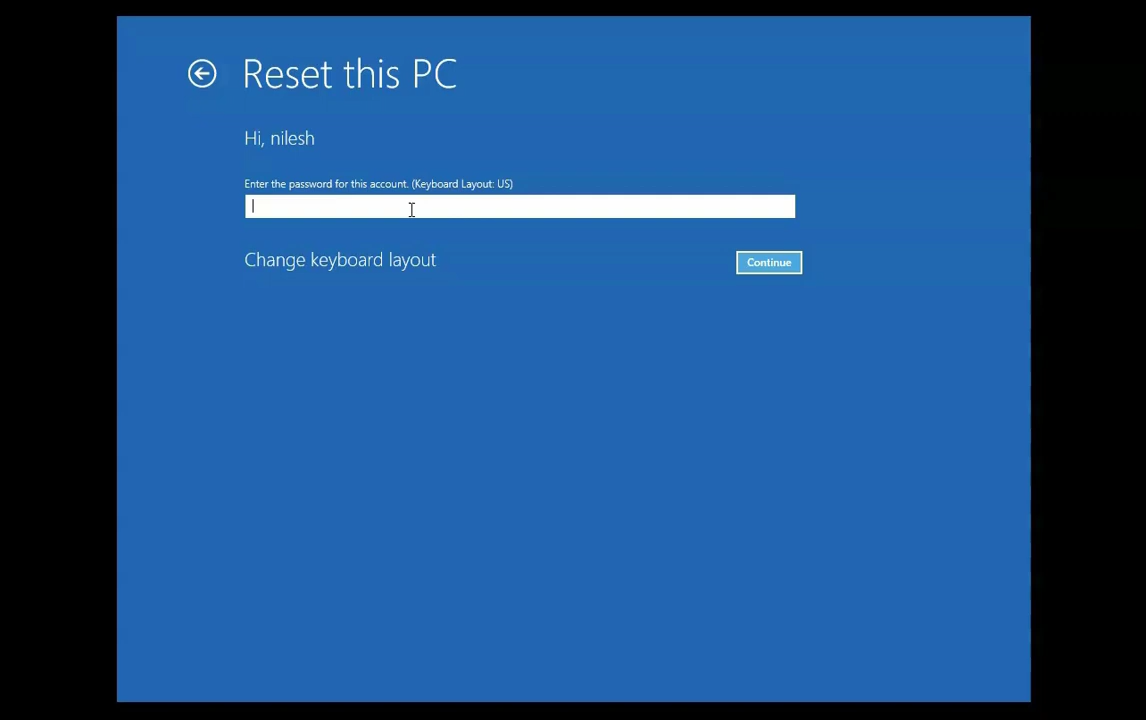 Reset this PC
Hi, nilesh
Enter the password for this account. (Keyboard Layout: US)
Change keyboard layout
Continue